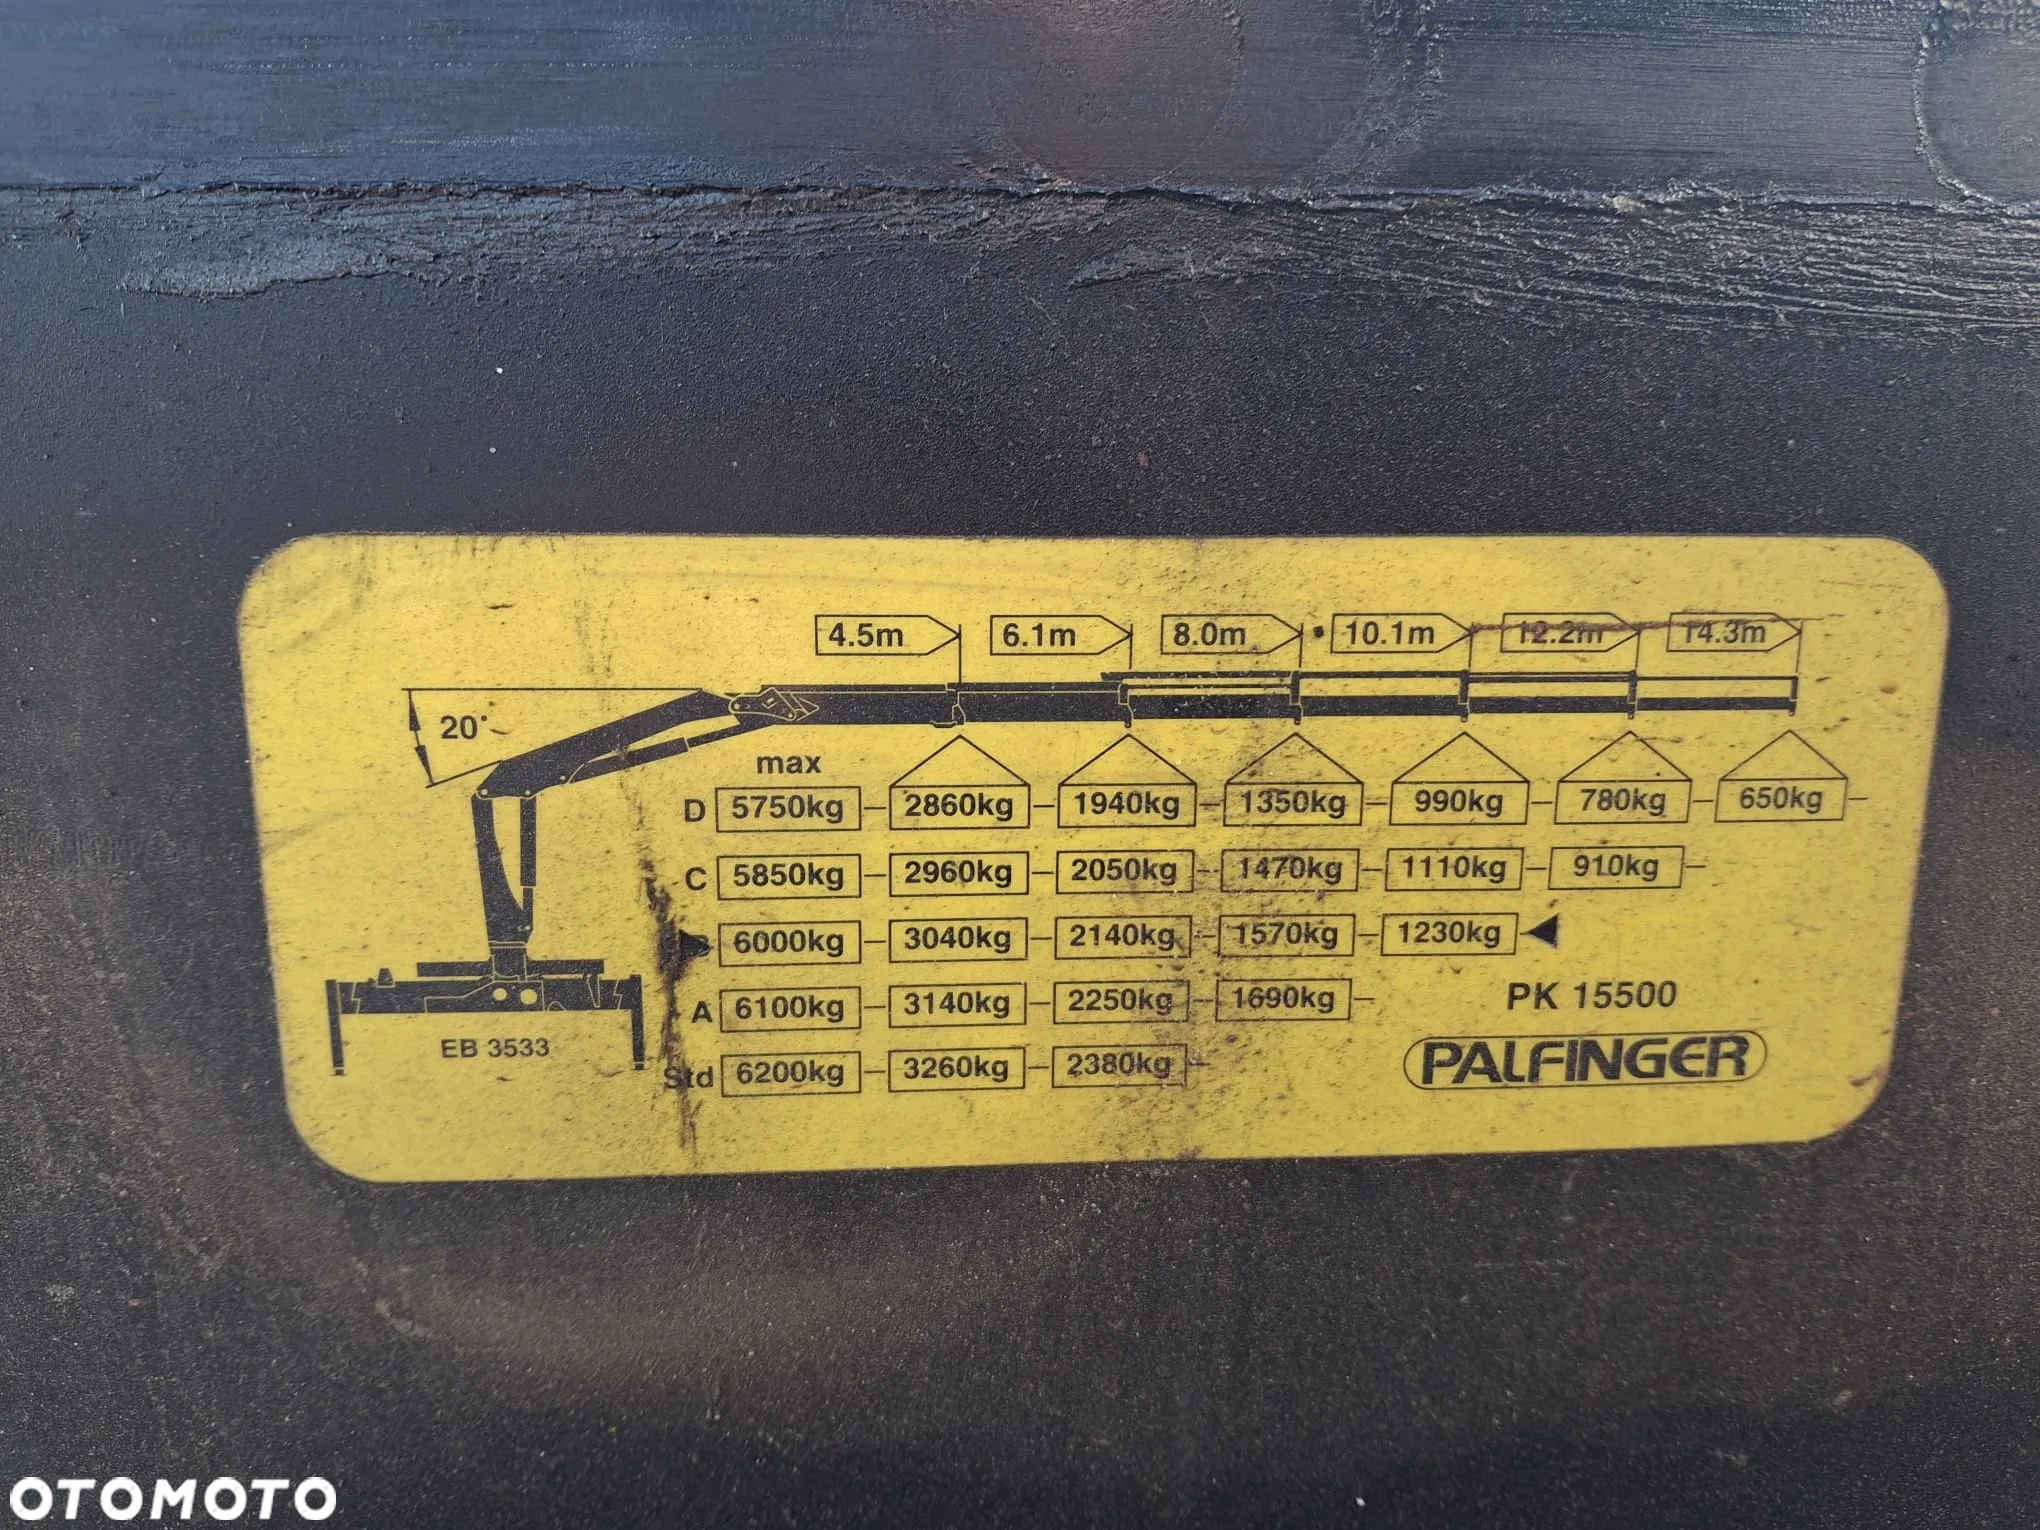 4.5m 6.1m 8.0m 10.1m 12.2m 14.3m
20°
max
D 5750kg 2860kg 1940kg 1350kg 990kg 780kg 650kg
C 5850kg 2960kg 2050kg 1470kg 1110kg 910kg
B 6000kg 3040kg 2140kg 1570kg 1230kg
A 6100kg 3140kg 2250kg 1690kg
PK 15500
EB 3533
Std 6200kg 3260kg 2380kg
PALFINGER
OTOMOTO